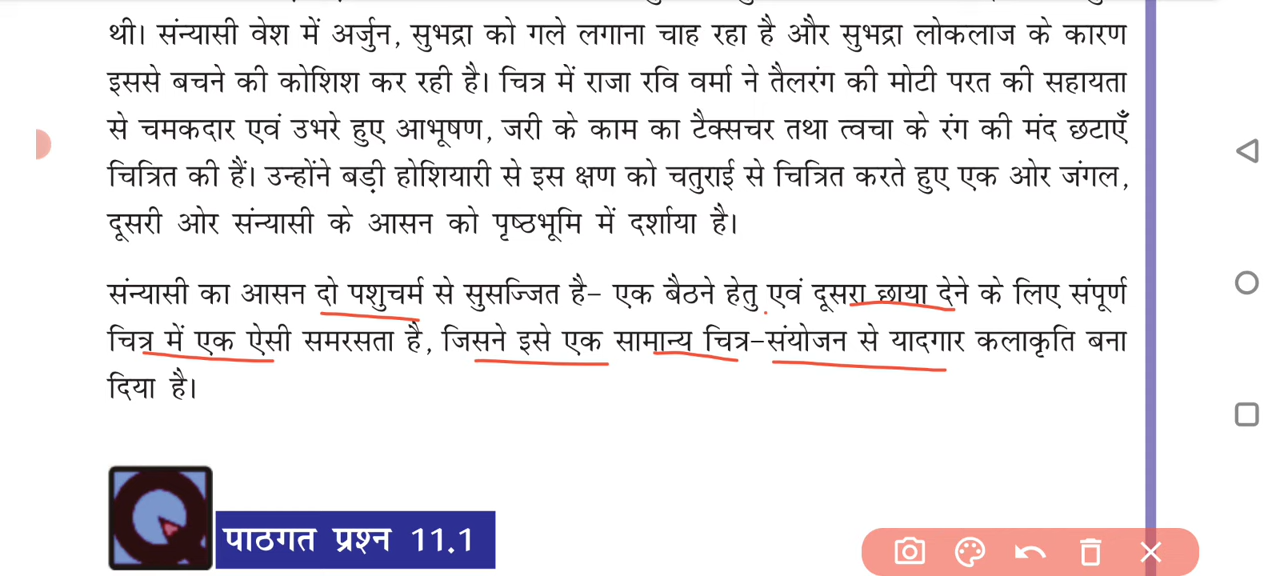 थी। संन्यासी वेश में अर्जुन, सुभद्रा को गले लगाना चाह रहा है और सुभद्रा लोकलाज के कारण
इससे बचने की कोशिश कर रही है। चित्र में राजा रवि वर्मा ने तैलरंग की मोटी परत की सहायता
से चमकदार एवं उभरे हुए आभूषण, जरी के काम का टैक्सचर तथा त्वचा के रंग की मंद छटाएँ
चित्रित की हैं। उन्होंने बड़ी होशियारी से इस क्षण को चतुराई से चित्रित करते हुए एक ओर जंगल,
दूसरी ओर संन्यासी के आसन को पृष्ठभूमि में दर्शाया है।
संन्यासी का आसन दो पशुचर्म से सुसज्जित है– एक बैठने हेतु एवं दूसरा छाया देने के लिए संपूर्ण
चित्र में एक ऐसी समरसता है, जिसने इसे एक सामान्य चित्र–संयोजन से यादगार कलाकृति बना
दिया है।
पाठगत प्रश्न 11.1